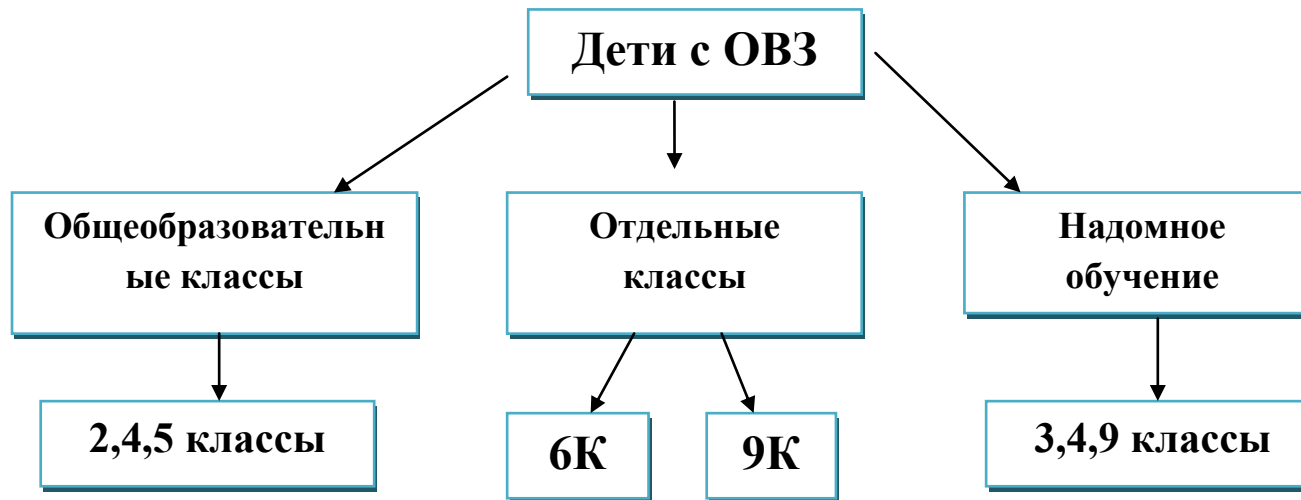 Дети с ОВЗ
Общеобразовательн
ые классы
Отдельные
классы
Надомное
обучение
2,4,5 классы
6К
9К
3,4,9 классы